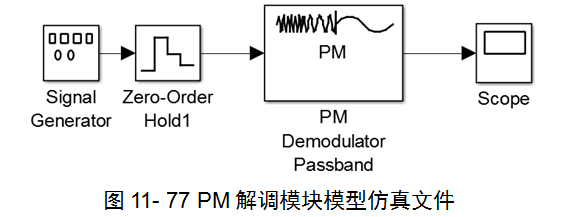 PM
Signal
Generator
Zero-Order
Hold1
PM
Demodulator
Passband
Scope
图 11- 77 PM 解调模块模型仿真文件